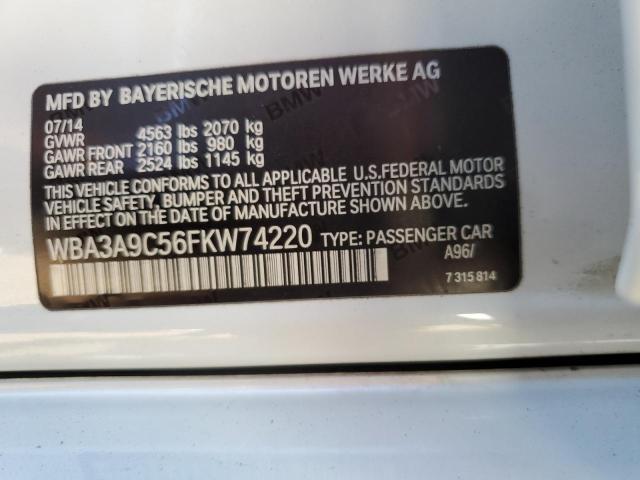 MFD BY BAYERISCHE MOTOREN WERKE AG
07/14
GVWR 4563 lbs 2070 kg
GAWR FRONT 2160 lbs 980 kg
GAWR REAR 2524 lbs 1145 kg
THIS VEHICLE CONFORMS TO ALL APPLICABLE U.S.FEDERAL MOTOR
VEHICLE SAFETY, BUMPER, AND THEFT PREVENTION STANDARDS
IN EFFECT ON THE DATE OF MANUFACTURE SHOWN ABOVE.
WBA3A9C56FKW74220 TYPE: PASSENGER CAR
A96/
7 315 814
BMW
BMW